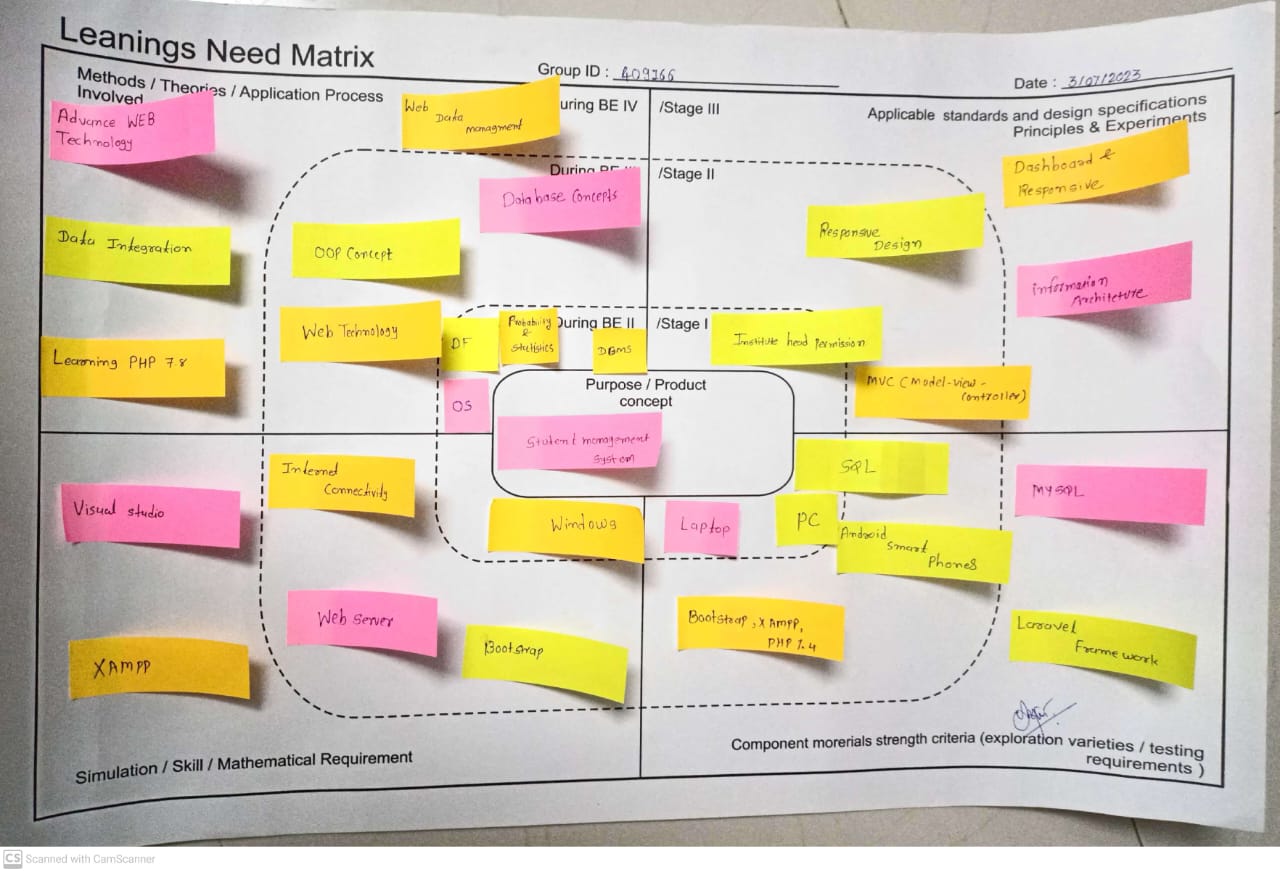 Leanings Need Matrix
Group ID : 409766
Date : 3/07/2023
Methods / Theories / Application Process
Involved
Applicable standards and design specifications
Principles & Experiments
uring BE IV /Stage III
During BE /Stage II
During BE II /Stage I
Advance WEB
Technology
Web
Data
managment
Database Concepts
Dashboard &
Responsive
Data Integration
OOP Concept
Responsive
Design
Information
Architeture
Web Technology
DF
Probability
&
Statistics
DBMS
Institute head Permission
Learning PHP 7.8
OS
Purpose / Product
concept
Student management
System
MVC (Model-view-
Controller)
Visual studio
Internet
Connectivity
Windows
Laptop
PC
SQL
Android
Smart
Phones
MYSQL
XAMPP
Web Server
Bootstrap
Bootstrap, XAMPP,
PHP 7.4
Laravel
Frame work
Simulation / Skill / Mathematical Requirement
Component morerials strength criteria (exploration varieties / testing
requirements )
CS Scanned with CamScanner